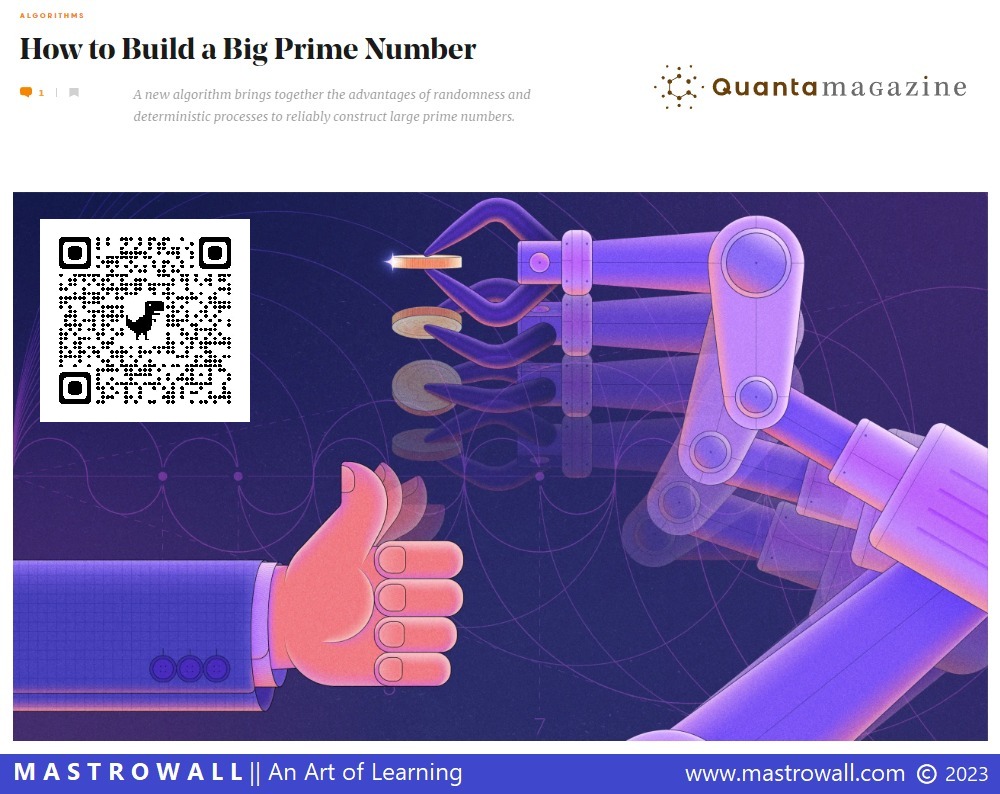 ALGORITHMS
How to Build a Big Prime Number
1
A new algorithm brings together the advantages of randomness and
deterministic processes to reliably construct large prime numbers.
Quantamagazine
7
MASTROWALL || An Art of Learning
www.mastrowall.com © 2023